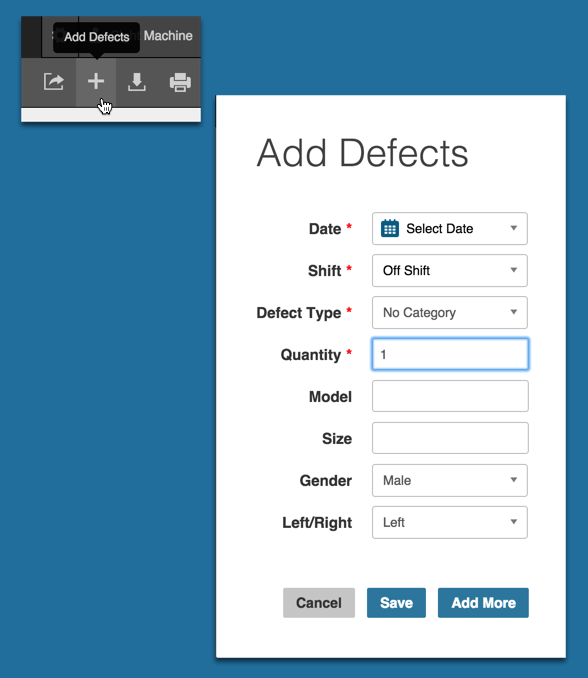 Add Defects
Machine
Add Defects
Date *
Select Date
Shift *
Off Shift
Defect Type *
No Category
Quantity *
1
Model
Size
Gender
Male
Left/Right
Left
Cancel
Save
Add More